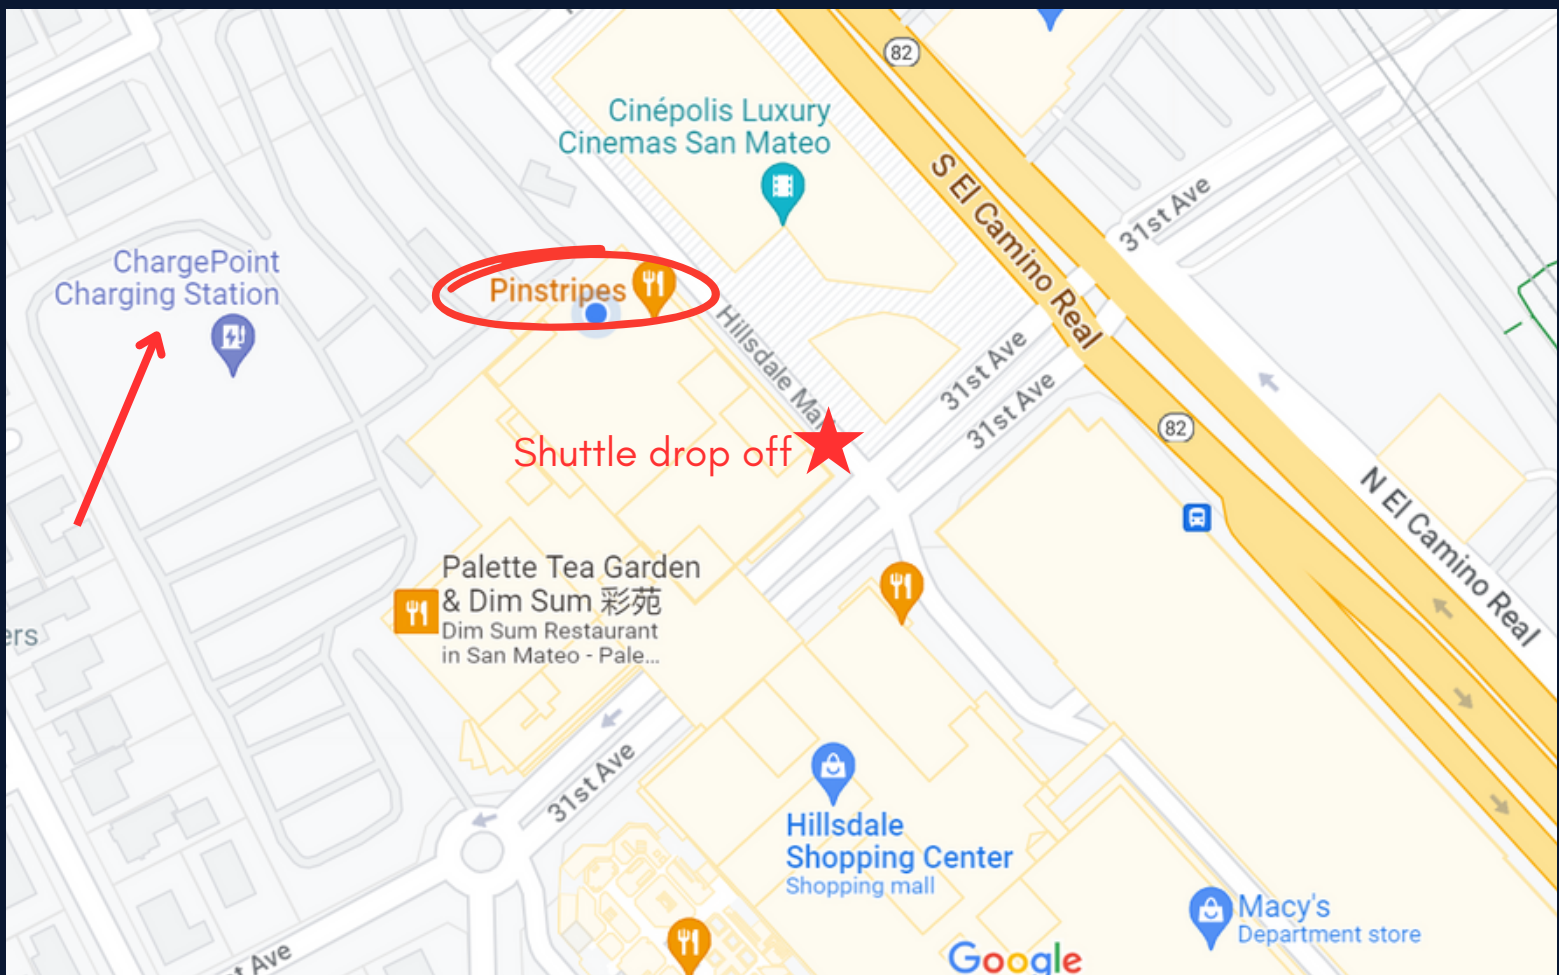 82
Cinépolis Luxury
Cinemas San Mateo
S El Camino Real
31st Ave
ChargePoint
Charging Station
Pinstripes
Hillsdale Mall
31st Ave
31st Ave
82
Shuttle drop off
N El Camino Real
Palette Tea Garden
& Dim Sum 彩苑
Dim Sum Restaurant
in San Mateo - Pale...
ers
31st Ave
Hillsdale
Shopping Center
Shopping mall
Macy's
Department store
t Ave
Google